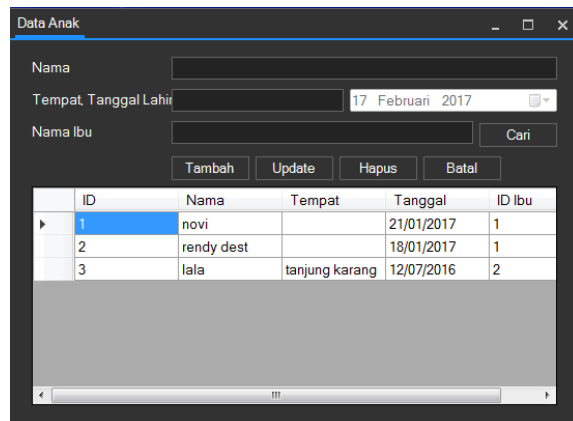 Data Anak
Nama
Tempat, Tanggal Lahir 17 Februari 2017
Nama Ibu Cari
Tambah Update Hapus Batal
ID Nama Tempat Tanggal ID Ibu
1 novi 21/01/2017 1
2 rendy dest 18/01/2017 1
3 lala tanjung karang 12/07/2016 2